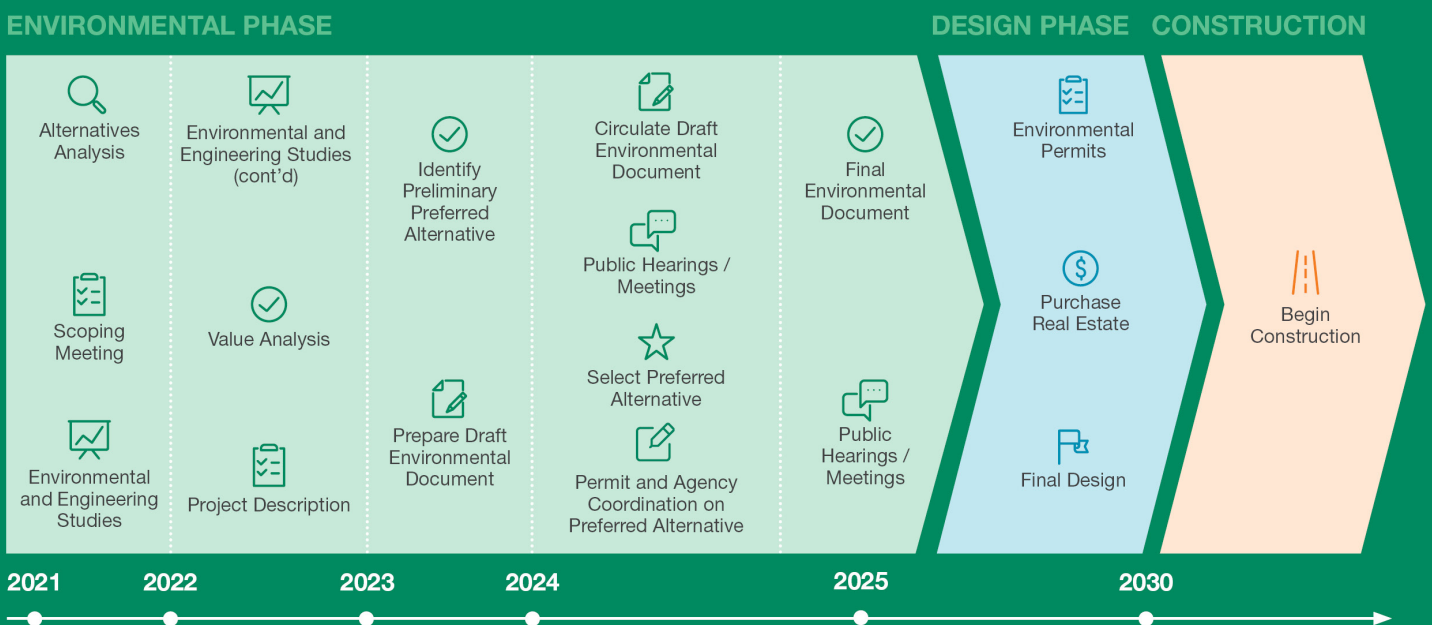 ENVIRONMENTAL PHASE
DESIGN PHASE
CONSTRUCTION
Alternatives
Analysis
Scoping
Meeting
Environmental
and Engineering
Studies
Environmental and
Engineering Studies
(cont’d)
Value Analysis
Project Description
Identify
Preliminary
Preferred
Alternative
Prepare Draft
Environmental
Document
Circulate Draft
Environmental
Document
Public Hearings /
Meetings
Select Preferred
Alternative
Permit and Agency
Coordination on
Preferred Alternative
Final
Environmental
Document
Public
Hearings /
Meetings
Environmental
Permits
Purchase
Real Estate
Final Design
Begin
Construction
2021
2022
2023
2024
2025
2030